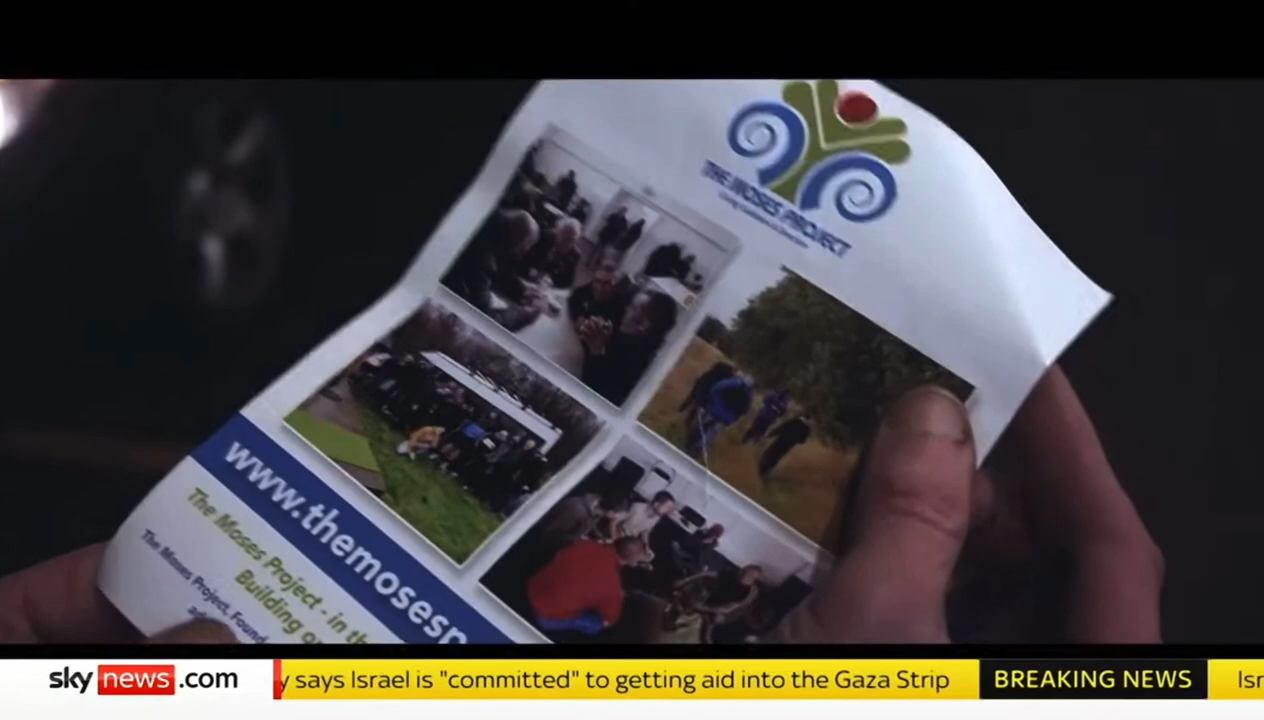 THE MOSES PROJECT
www.themosesp
The Moses Project - in th
Building o
The Moses Project, Found
sky news.com
y says Israel is "committed" to getting aid into the Gaza Strip
BREAKING NEWS
Isr